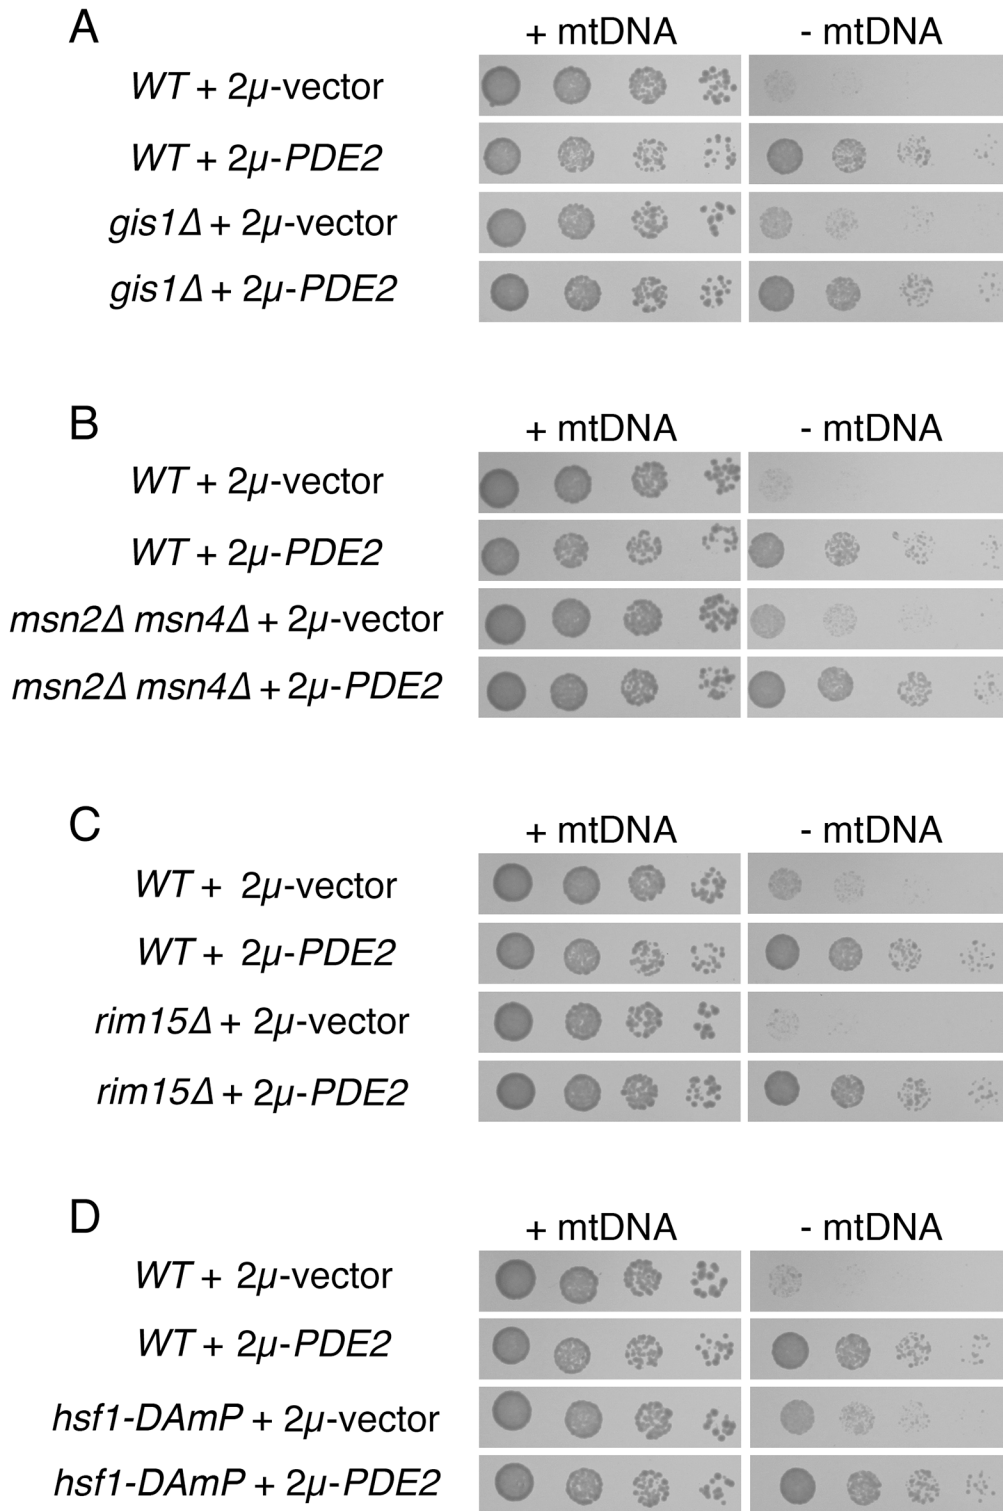 A
+ mtDNA - mtDNA
WT + 2µ-vector
WT + 2µ-PDE2
gis1Δ + 2µ-vector
gis1Δ + 2µ-PDE2
B
+ mtDNA - mtDNA
WT + 2µ-vector
WT + 2µ-PDE2
msn2Δ msn4Δ + 2µ-vector
msn2Δ msn4Δ + 2µ-PDE2
C
+ mtDNA - mtDNA
WT + 2µ-vector
WT + 2µ-PDE2
rim15Δ + 2µ-vector
rim15Δ + 2µ-PDE2
D
+ mtDNA - mtDNA
WT + 2µ-vector
WT + 2µ-PDE2
hsf1-DAmP + 2µ-vector
hsf1-DAmP + 2µ-PDE2